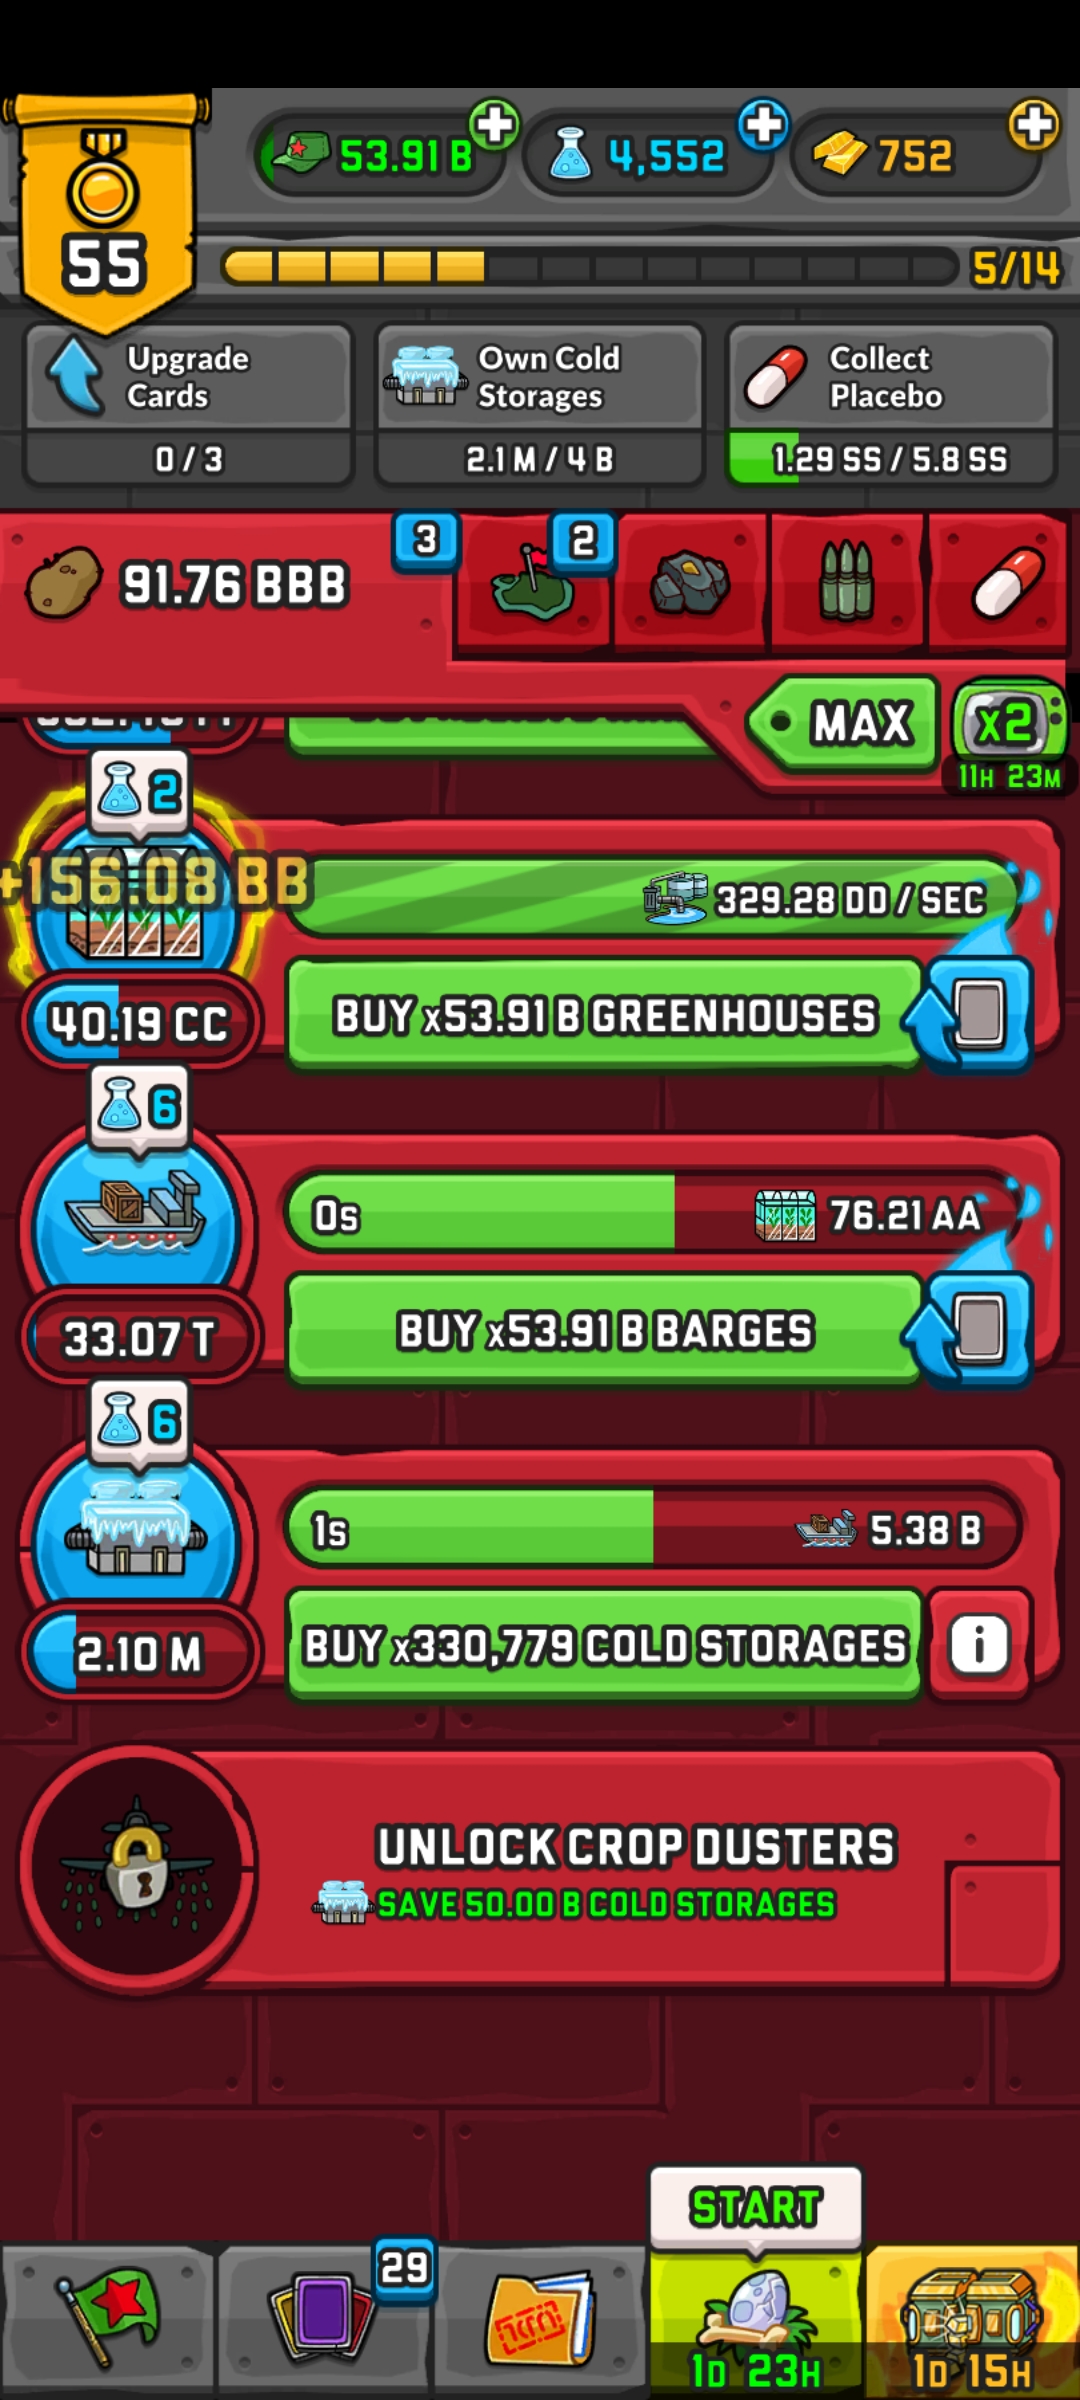 53.91 B
4,552
752
55
5/14
Upgrade
Cards
0 / 3
Own Cold
Storages
2.1 M / 4 B
Collect
Placebo
1.29 SS / 5.8 SS
91.76 BBB
3
2
MAX
x2
11H 23M
2
+156.08 BB
329.28 DD / SEC
40.19 CC
BUY x53.91 B GREENHOUSES
6
0s
76.21 AA
33.07 T
BUY x53.91 B BARGES
6
1s
5.38 B
2.10 M
BUY x330,779 COLD STORAGES
i
UNLOCK CROP DUSTERS
SAVE 50.00 B COLD STORAGES
START
29
1D 23H
1D 15H